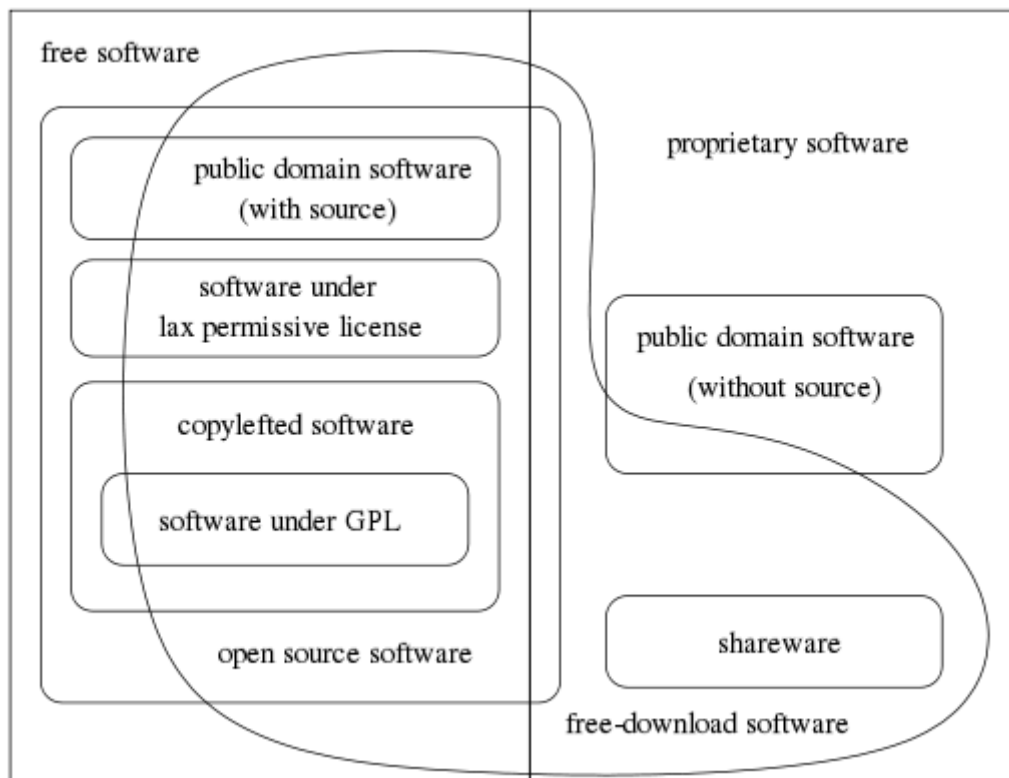 free software
public domain software
(with source)
software under
lax permissive license
copylefted software
software under GPL
open source software
proprietary software
public domain software
(without source)
shareware
free-download software